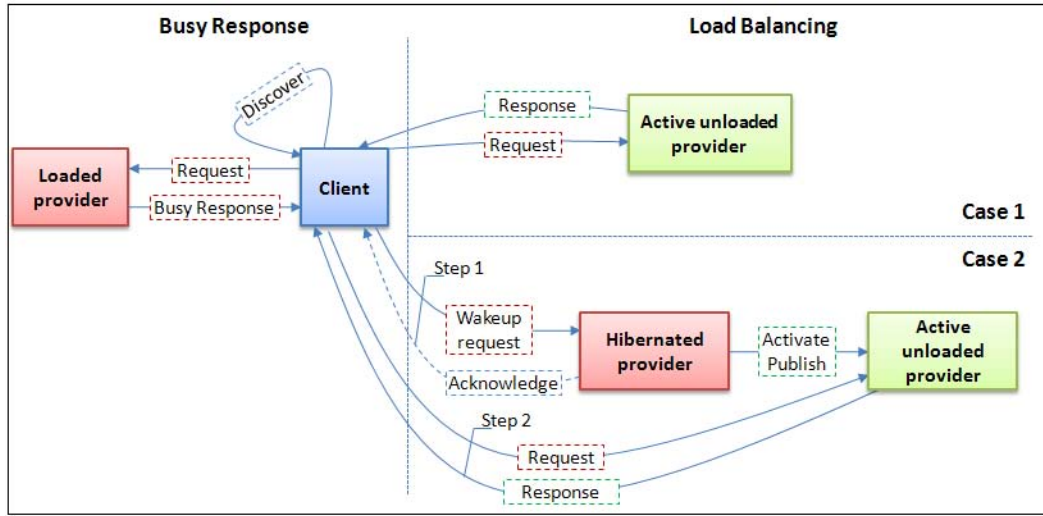 Busy Response
Load Balancing
Discover
Response
Request
Active unloaded
provider
Loaded
provider
Request
Busy Response
Client
Case 1
Case 2
Step 1
Wakeup
request
Hibernated
provider
Activate
Publish
Active
unloaded
provider
Acknowledge
Step 2
Request
Response